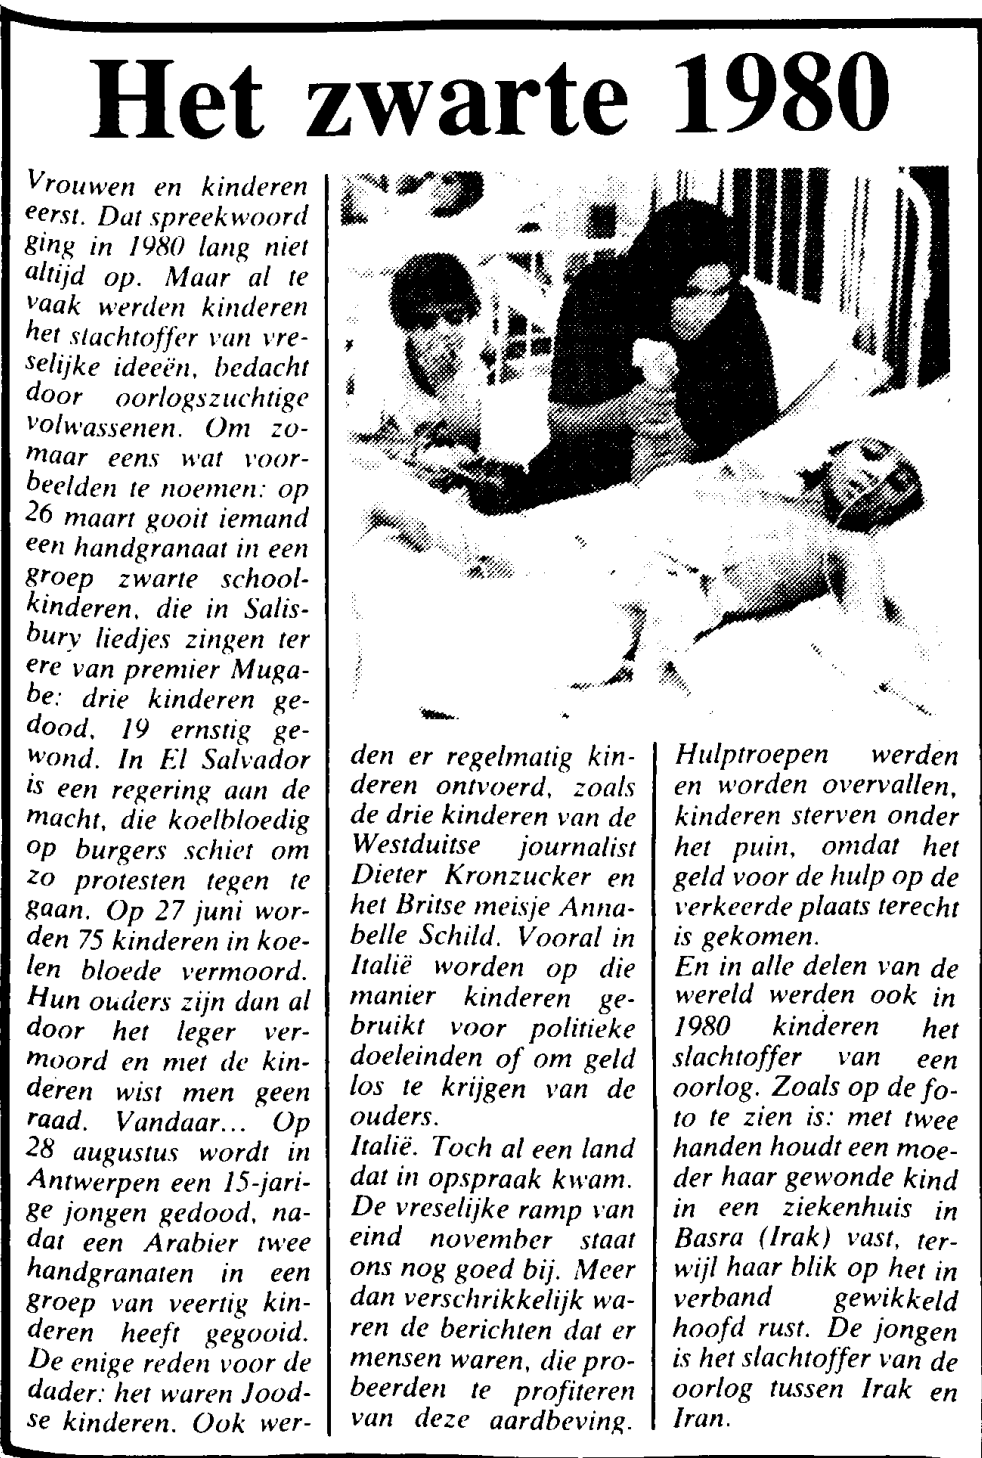 Het zwarte 1980
Vrouwen en kinderen
eerst. Dat spreekwoord
ging in 1980 lang niet
altijd op. Maar al te
vaak werden kinderen
het slachtoffer van vre-
selijke ideeën, bedacht
door oorlogszuchtige
volwassenen. Om zo-
maar eens wat voor-
beelden te noemen: op
26 maart gooit iemand
een handgranaat in een
groep zwarte school-
kinderen, die in Salis-
bury liedjes zingen ter
ere van premier Muga-
be: drie kinderen ge-
dood, 19 ernstig ge-
wond. In El Salvador
is een regering aan de
macht, die koelbloedig
op burgers schiet om
zo protesten tegen te
gaan. Op 27 juni wor-
den 75 kinderen in koe-
len bloede vermoord.
Hun ouders zijn dan al
door het leger ver-
moord en met de kin-
deren wist men geen
raad. Vandaar... Op
28 augustus wordt in
Antwerpen een 15-jari-
ge jongen gedood, na-
dat een Arabier twee
handgranaten in een
groep van veertig kin-
deren heeft gegooid.
De enige reden voor de
dader: het waren Jood-
se kinderen. Ook wer-
den er regelmatig kin-
deren ontvoerd, zoals
de drie kinderen van de
Westduitse journalist
Dieter Kronzucker en
het Britse meisje Anna-
belle Schild. Vooral in
Italië worden op die
manier kinderen ge-
bruikt voor politieke
doeleinden of om geld
los te krijgen van de
ouders.
Italië. Toch al een land
dat in opspraak kwam.
De vreselijke ramp van
eind november staat
ons nog goed bij. Meer
dan verschrikkelijk wa-
ren de berichten dat er
mensen waren, die pro-
beerden te profiteren
van deze aardbeving.
Hulptroepen werden
en worden overvallen,
kinderen sterven onder
het puin, omdat het
geld voor de hulp op de
verkeerde plaats terecht
is gekomen.
En in alle delen van de
wereld werden ook in
1980 kinderen het
slachtoffer van een
oorlog. Zoals op de fo-
to te zien is: met twee
handen houdt een moe-
der haar gewonde kind
in een ziekenhuis in
Basra (Irak) vast, ter-
wijl haar blik op het in
verband gewikkeld
hoofd rust. De jongen
is het slachtoffer van de
oorlog tussen Irak en
Iran.